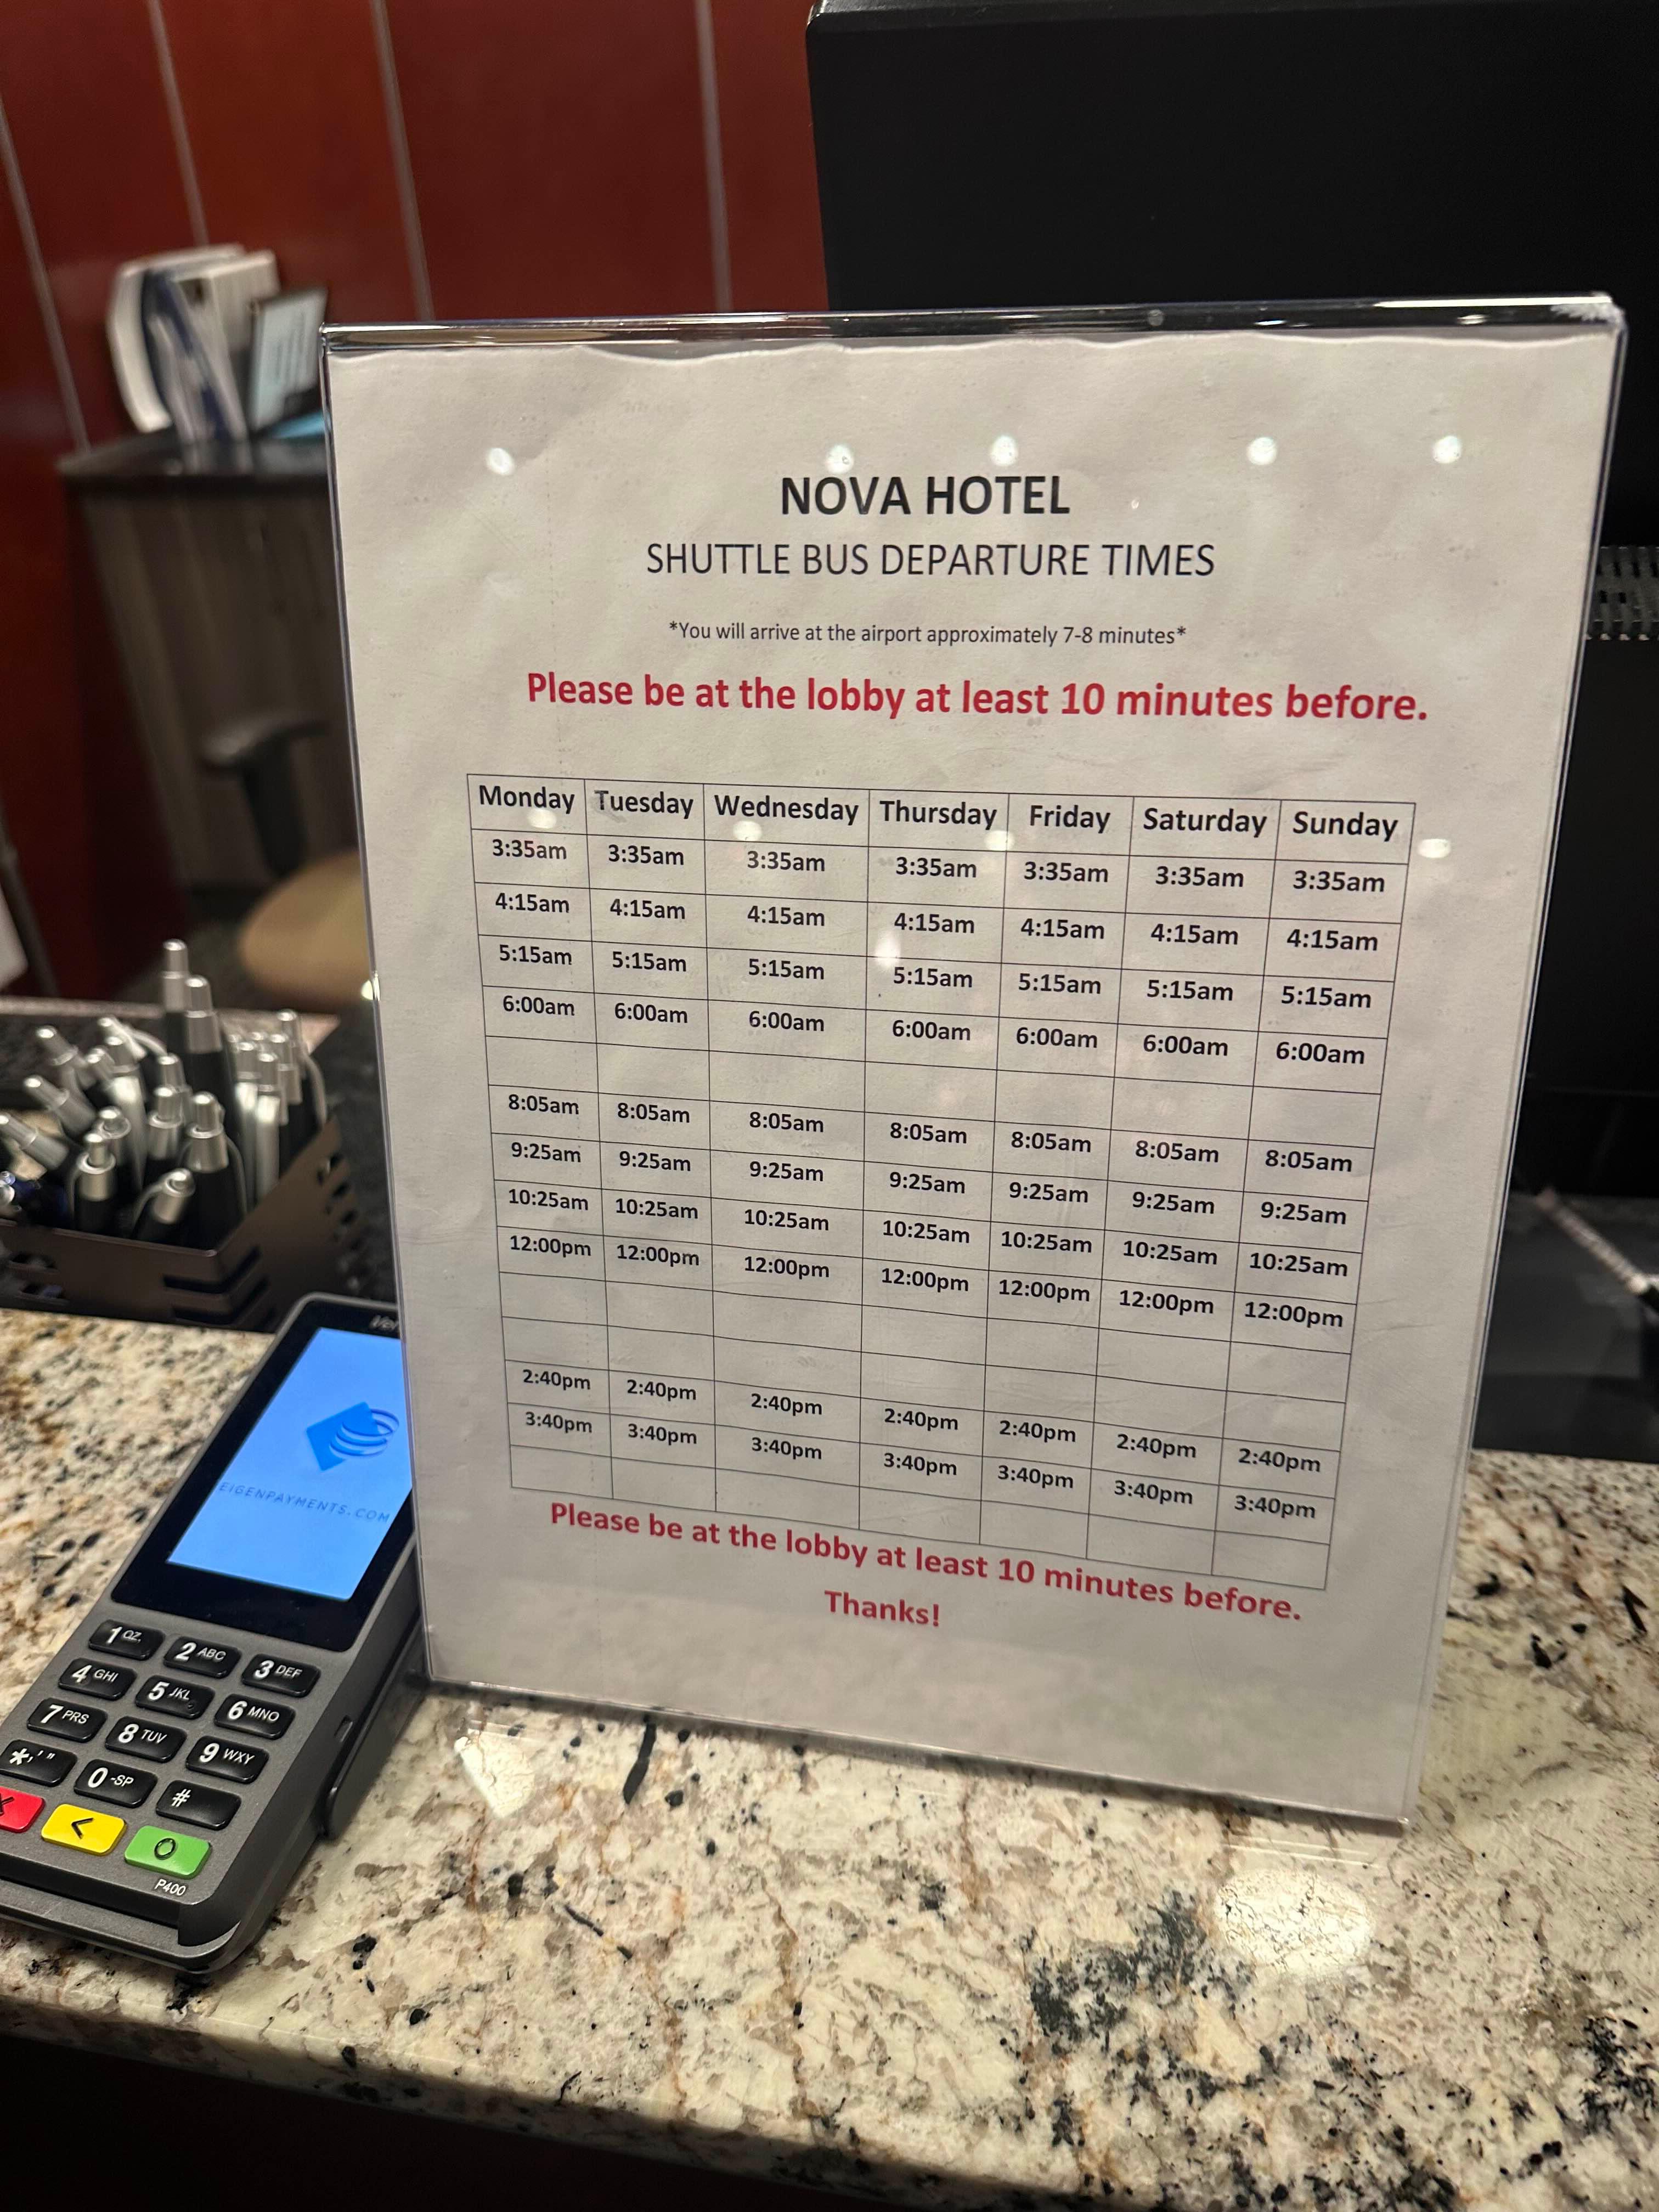 NOVA HOTEL
SHUTTLE BUS DEPARTURE TIMES
*You will arrive at the airport approximately 7-8 minutes*
Please be at the lobby at least 10 minutes before.
Monday Tuesday Wednesday Thursday Friday Saturday Sunday
3:35am 3:35am 3:35am 3:35am 3:35am 3:35am 3:35am
4:15am 4:15am 4:15am 4:15am 4:15am 4:15am 4:15am
5:15am 5:15am 5:15am 5:15am 5:15am 5:15am 5:15am
6:00am 6:00am 6:00am 6:00am 6:00am 6:00am 6:00am
8:05am 8:05am 8:05am 8:05am 8:05am 8:05am 8:05am
9:25am 9:25am 9:25am 9:25am 9:25am 9:25am 9:25am
10:25am 10:25am 10:25am 10:25am 10:25am 10:25am 10:25am
12:00pm 12:00pm 12:00pm 12:00pm 12:00pm 12:00pm 12:00pm
2:40pm 2:40pm 2:40pm 2:40pm 2:40pm 2:40pm 2:40pm
3:40pm 3:40pm 3:40pm 3:40pm 3:40pm 3:40pm 3:40pm
Please be at the lobby at least 10 minutes before.
Thanks!
EIGENPAYMENTS.COM
1 QZ. 2 ABC 3 DEF
4 GHI 5 JKL 6 MNO
7 PRS 8 TUV 9 WXY
*,'" 0 -SP #
X < O
P400